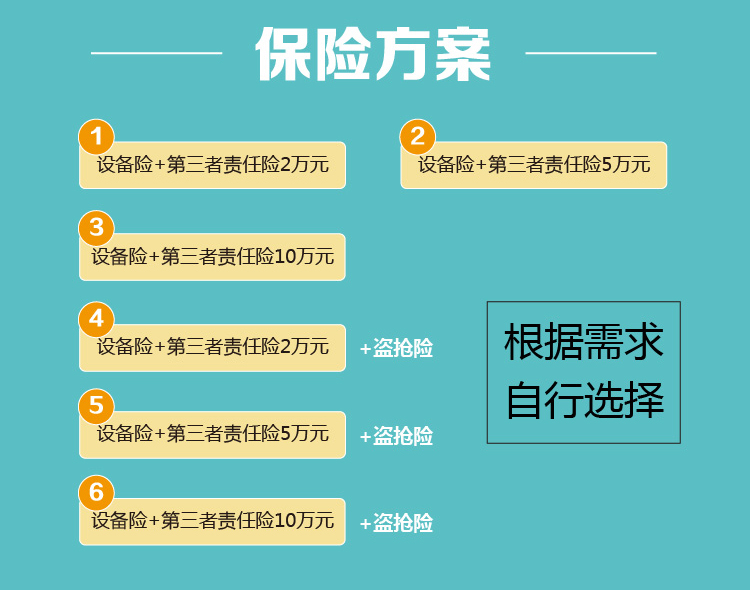 保险方案
1
设备险+第三者责任险2万元
2
设备险+第三者责任险5万元
3
设备险+第三者责任险10万元
4
设备险+第三者责任险2万元 +盗抢险
5
设备险+第三者责任险5万元 +盗抢险
6
设备险+第三者责任险10万元 +盗抢险
根据需求
自行选择